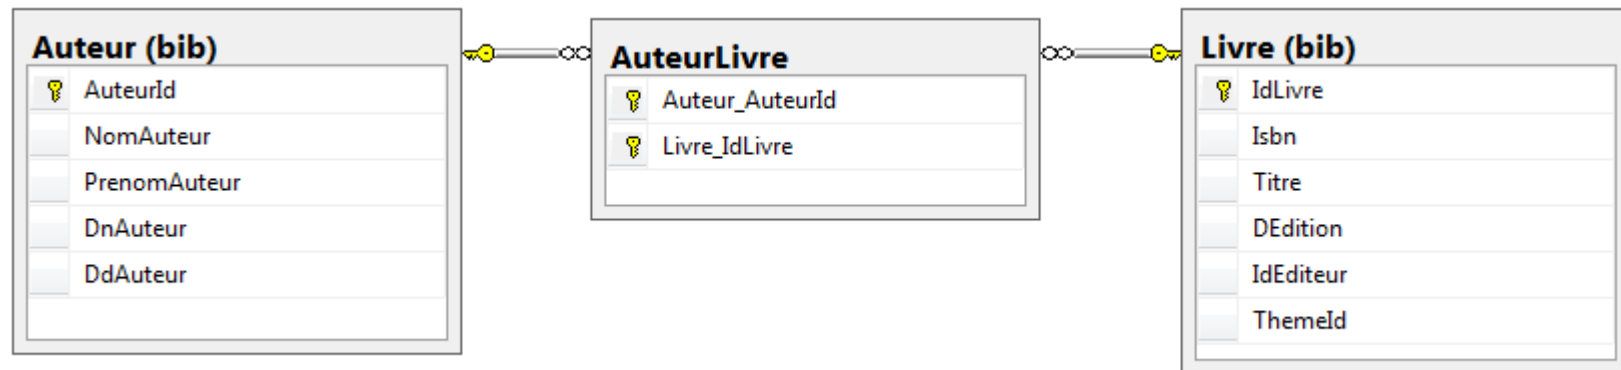 Auteur (bib)
AuteurId
NomAuteur
PrenomAuteur
DnAuteur
DdAuteur
AuteurLivre
Auteur_AuteurId
Livre_IdLivre
Livre (bib)
IdLivre
Isbn
Titre
DEdition
IdEditeur
ThemeId